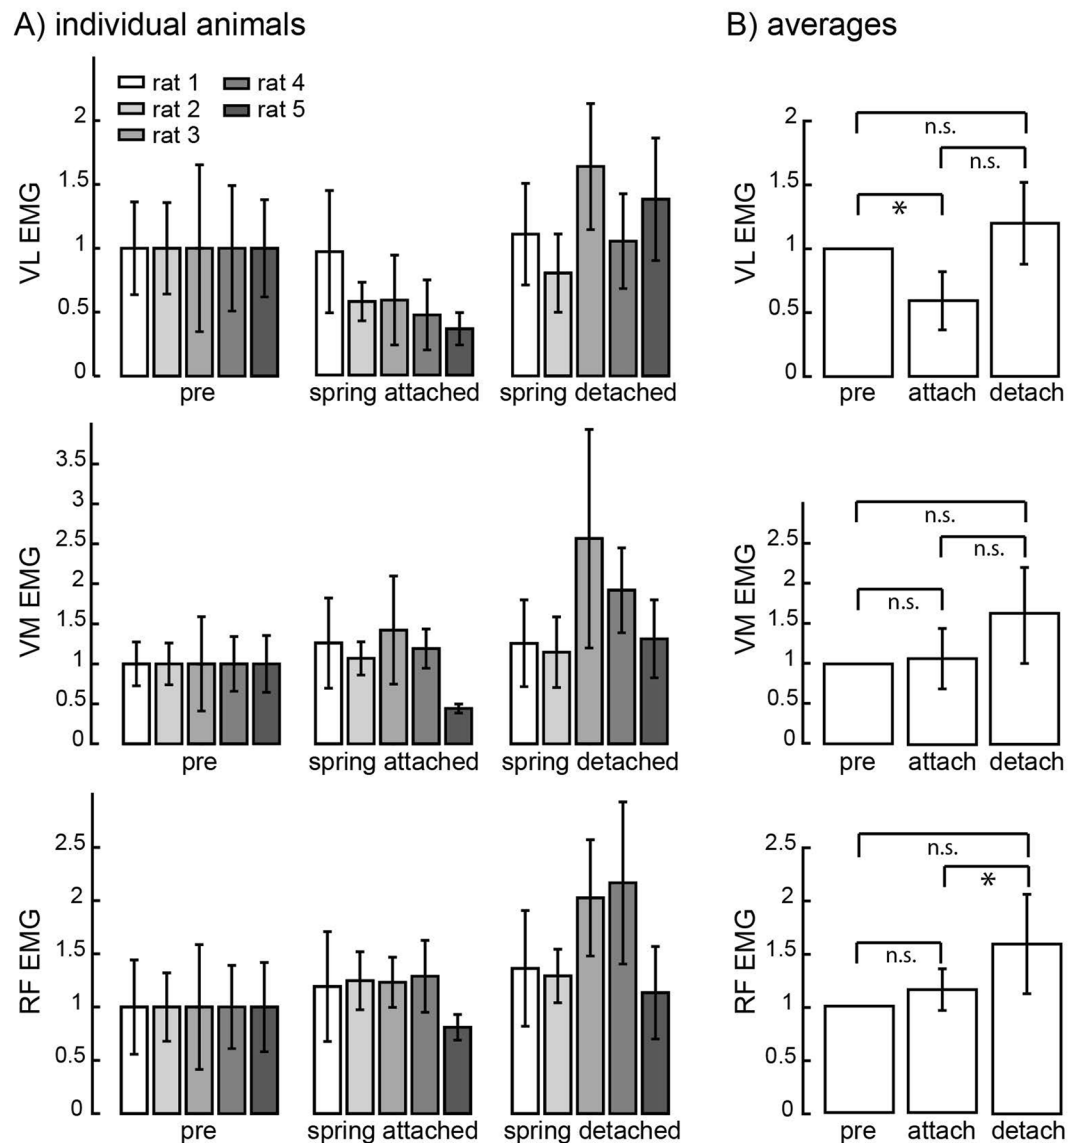 A) individual animals
B) averages
rat 1
rat 4
rat 2
rat 5
rat 3
VL EMG
2
1.5
1
0.5
0
pre
spring attached
spring detached
VL EMG
2
1.5
1
0.5
0
n.s.
n.s.
*
pre
attach
detach
VM EMG
3.5
3
2.5
2
1.5
1
0.5
0
pre
spring attached
spring detached
VM EMG
2.5
2
1.5
1
0.5
0
n.s.
n.s.
n.s.
pre
attach
detach
RF EMG
2.5
2
1.5
1
0.5
0
pre
spring attached
spring detached
RF EMG
2.5
2
1.5
1
0.5
0
n.s.
*
n.s.
pre
attach
detach